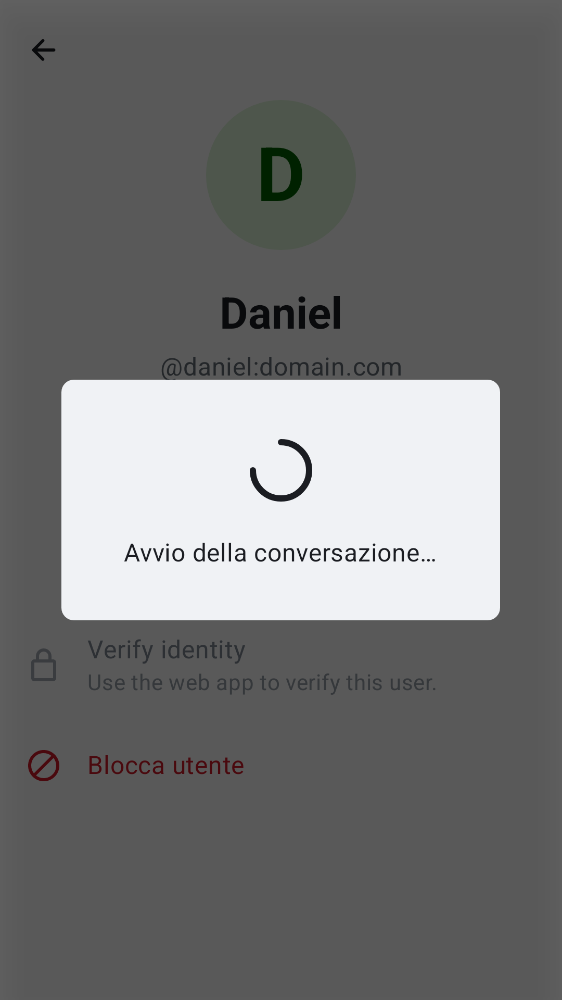 D
Daniel
@daniel:domain.com
Avvio della conversazione…
Verify identity
Use the web app to verify this user.
Blocca utente